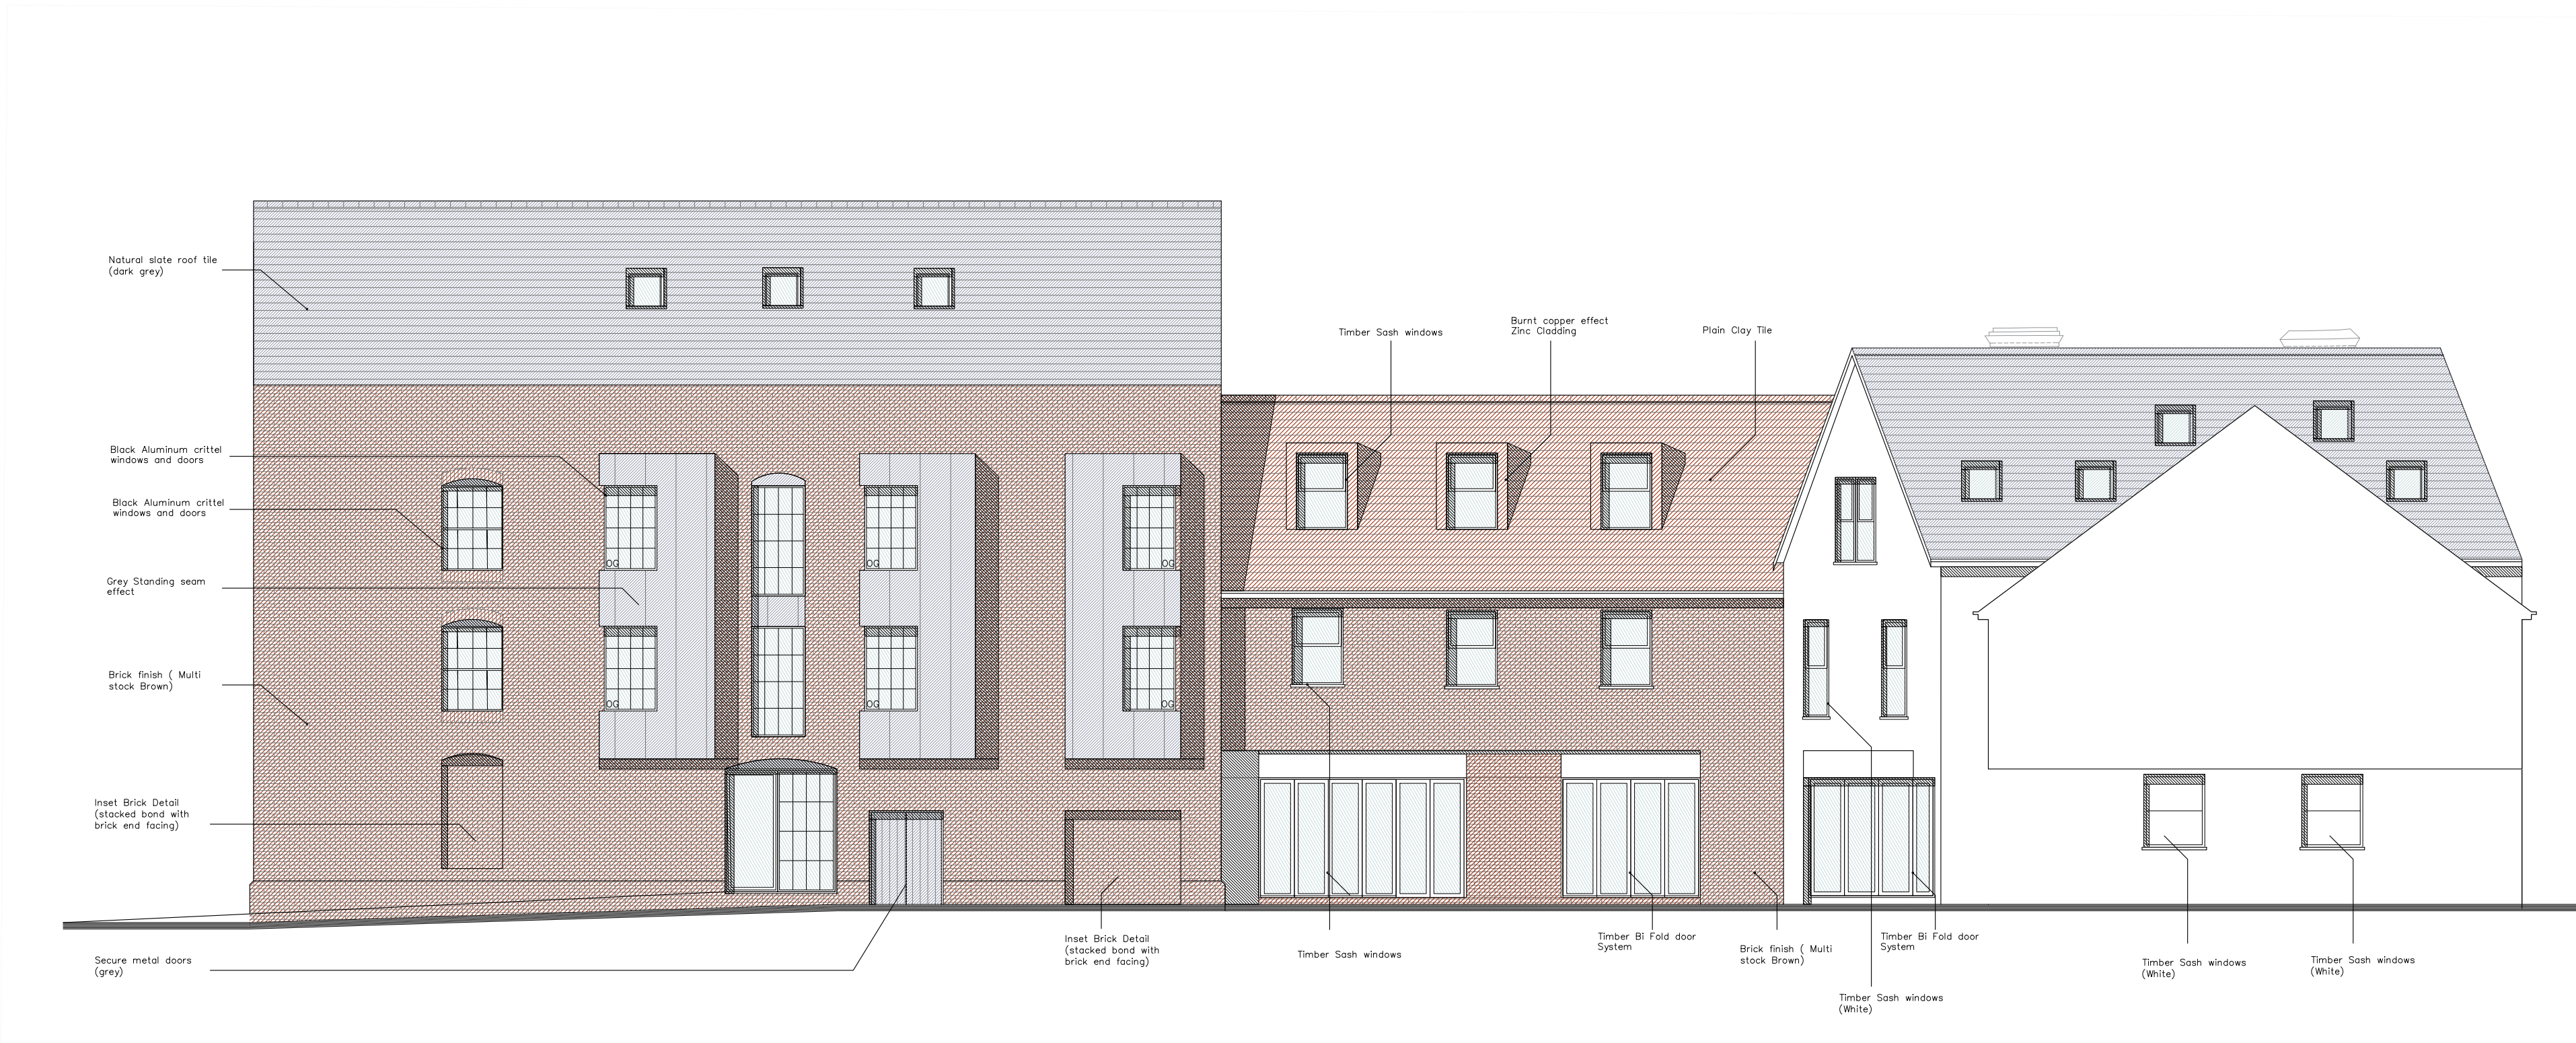 Natural slate roof tile
(dark grey)
Black Aluminum crittel
windows and doors
Black Aluminum crittel
windows and doors
Grey Standing seam
effect
Brick finish ( Multi
stock Brown)
Inset Brick Detail
(stacked bond with
brick end facing)
Secure metal doors
(grey)
OG
OG
OG
OG
OG
OG
Inset Brick Detail
(stacked bond with
brick end facing)
Timber Sash windows
Burnt copper effect
Zinc Cladding
Plain Clay Tile
Timber Sash windows
Timber Bi Fold door
System
Brick finish ( Multi
stock Brown)
Timber Bi Fold door
System
Timber Sash windows
(White)
Timber Sash windows
(White)
Timber Sash windows
(White)